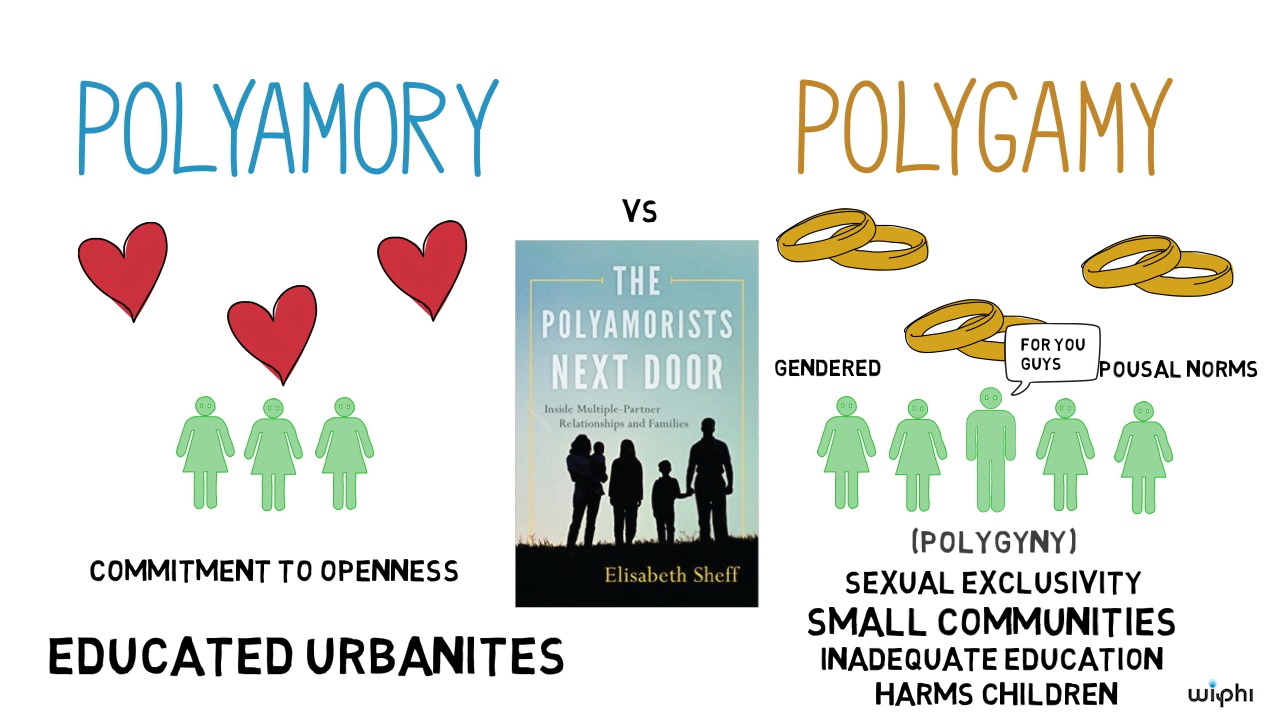 POLYAMORY
VS
POLYGAMY
THE
POLYAMORISTS
NEXT DOOR
Inside Multiple-Partner
Relationships and Families
Elisabeth Sheff
COMMITMENT TO OPENNESS
EDUCATED URBANITES
FOR YOU
GUYS
GENDERED
POUSAL NORMS
(POLYGYNY)
SEXUAL EXCLUSIVITY
SMALL COMMUNITIES
INADEQUATE EDUCATION
HARMS CHILDREN
wiphi